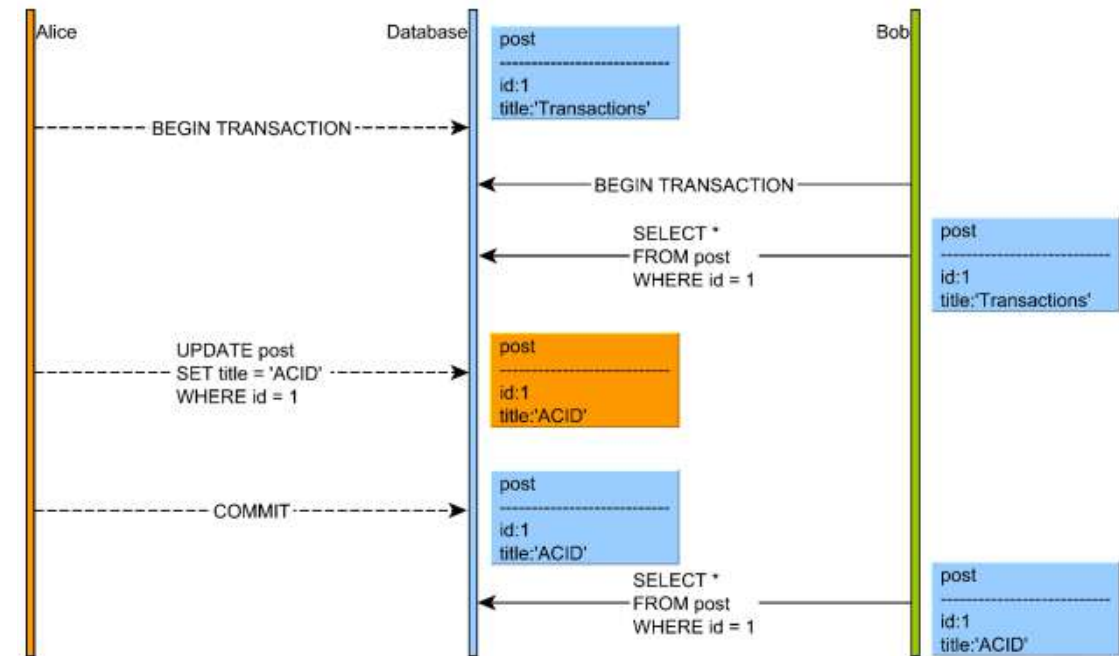 Alice
Database
Bob
post
--------------------------
id:1
title:'Transactions'
BEGIN TRANSACTION
BEGIN TRANSACTION
SELECT *
FROM post
WHERE id = 1
post
--------------------------
id:1
title:'Transactions'
UPDATE post
SET title = 'ACID'
WHERE id = 1
post
--------------------------
id:1
title:'ACID'
COMMIT
post
--------------------------
id:1
title:'ACID'
SELECT *
FROM post
WHERE id = 1
post
--------------------------
id:1
title:'ACID'